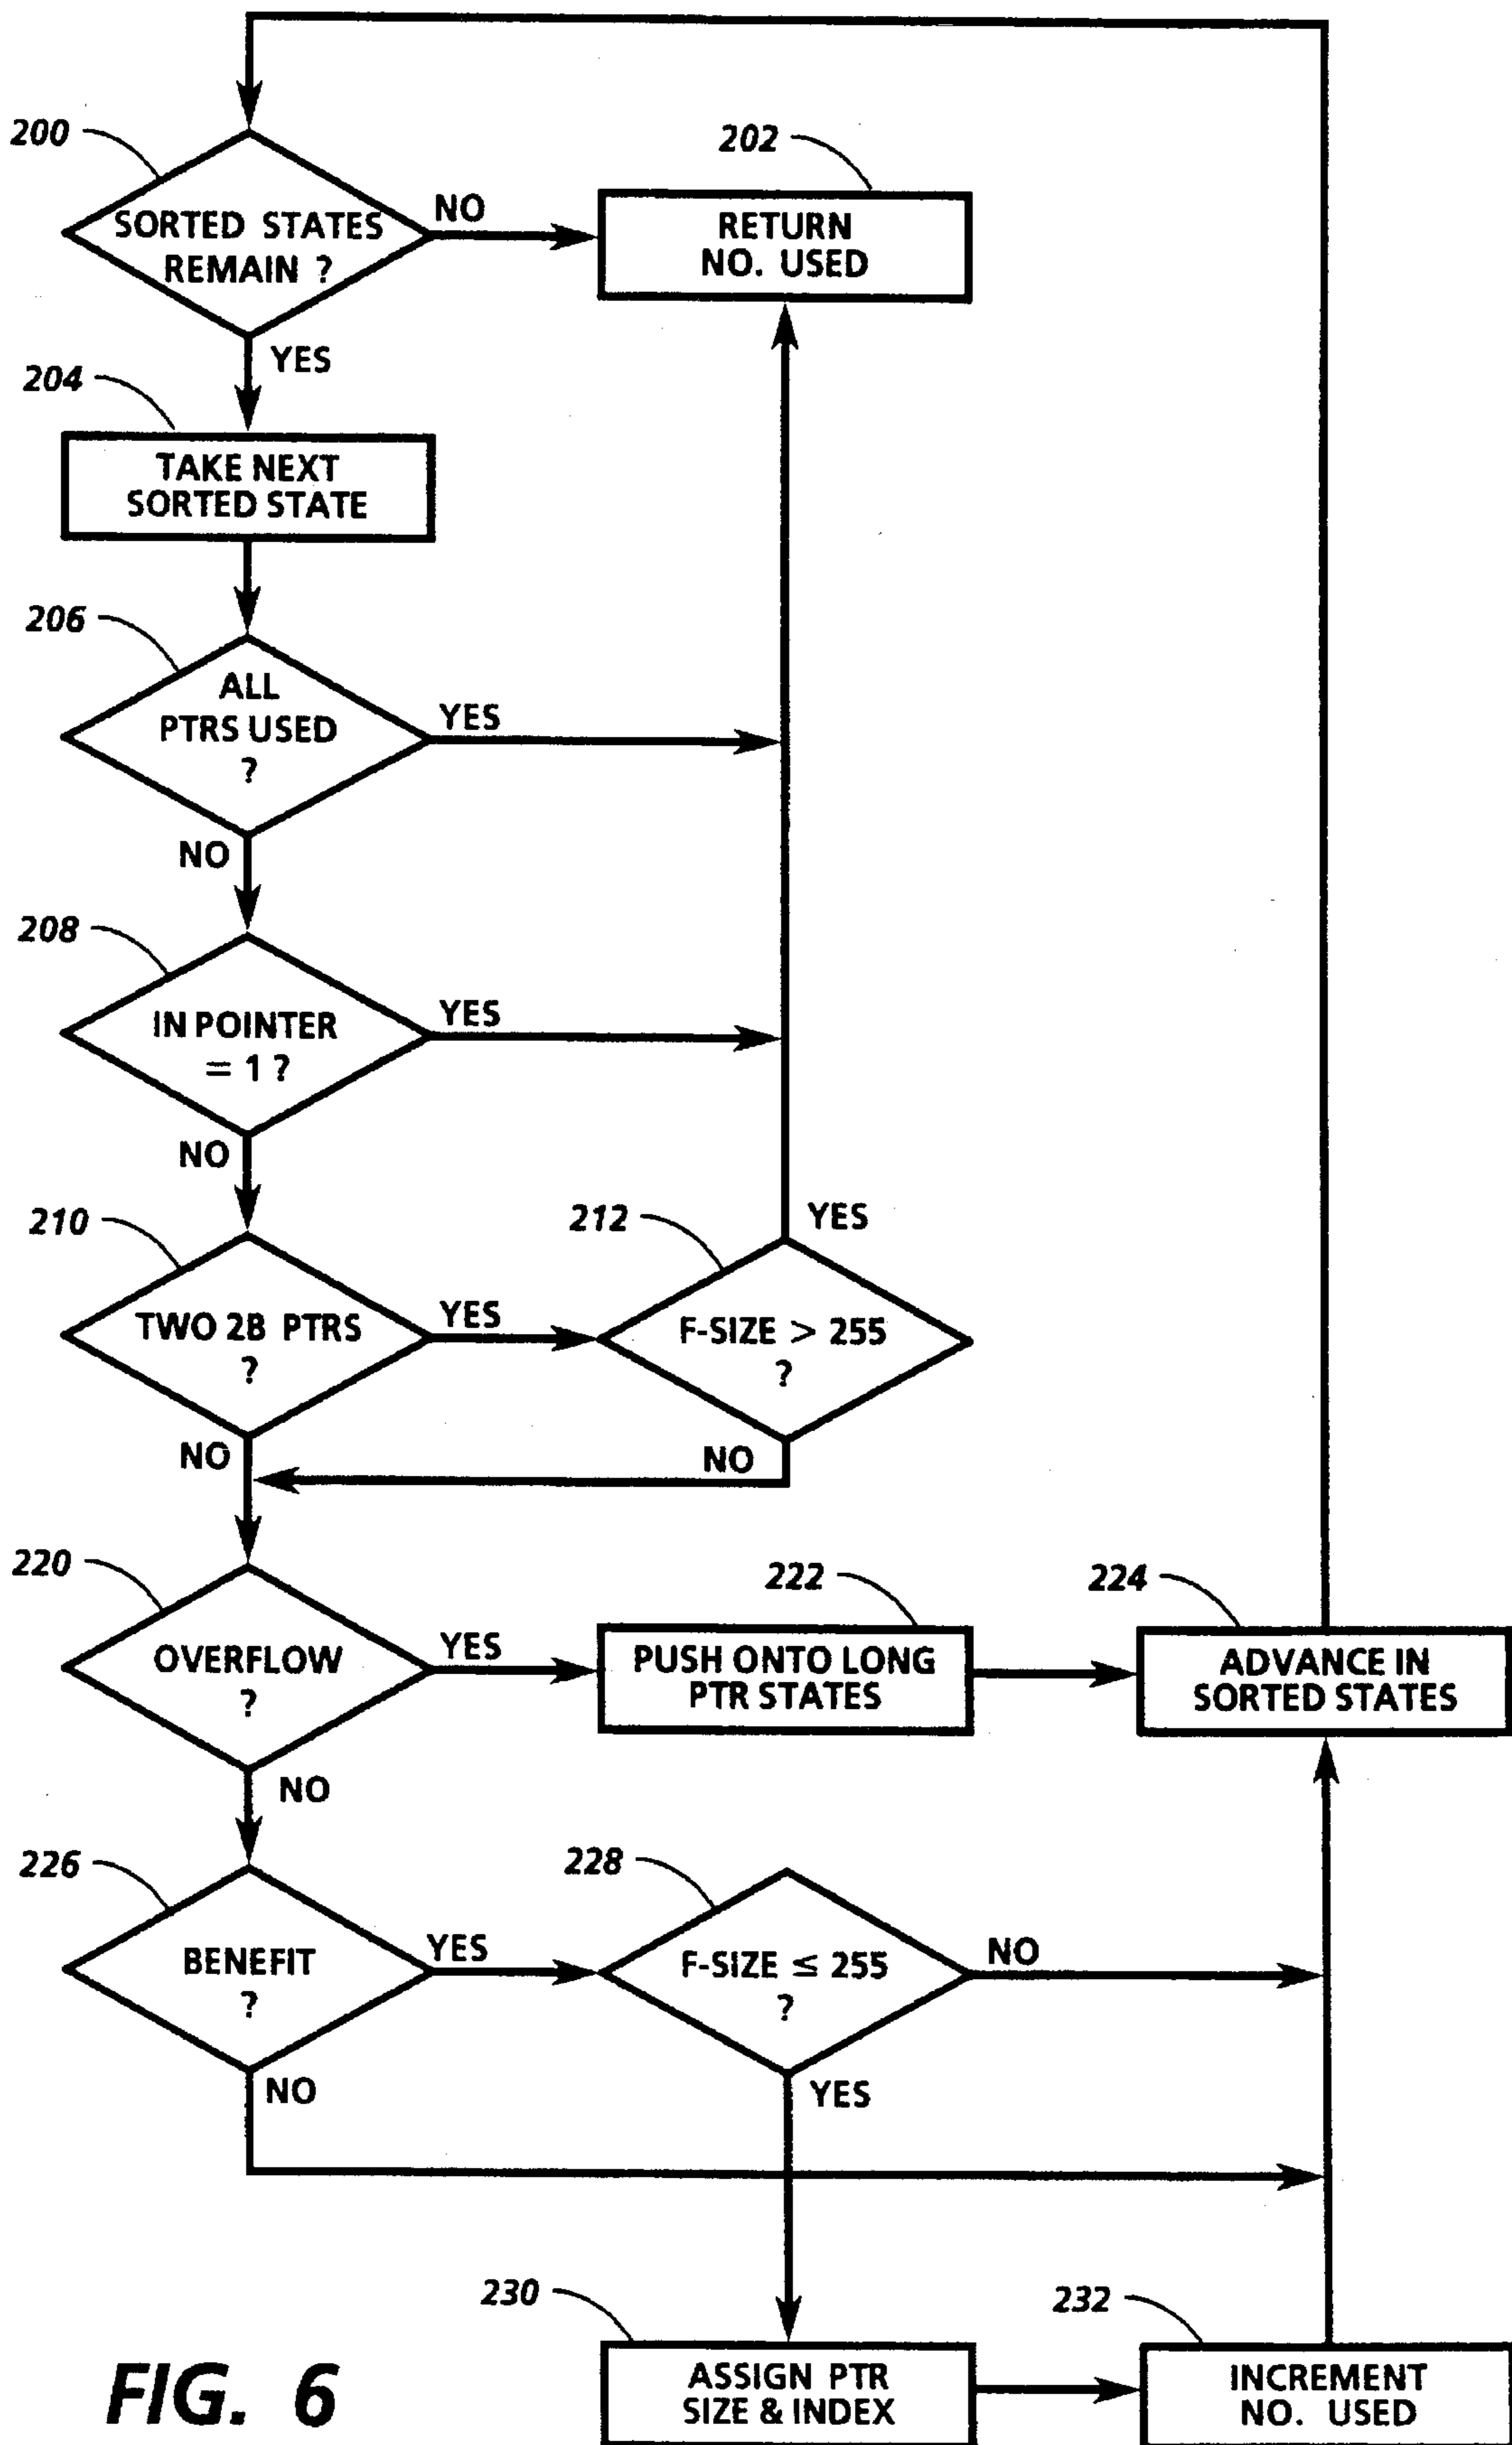 200
SORTED STATES
REMAIN ?
NO
202
RETURN
NO. USED
YES
204
TAKE NEXT
SORTED STATE
206
ALL
PTRS USED
?
YES
NO
208
IN POINTER
= 1 ?
YES
NO
210
TWO 2B PTRS
?
YES
212
F-SIZE > 255
?
YES
NO
NO
220
OVERFLOW
?
YES
222
PUSH ONTO LONG
PTR STATES
224
ADVANCE IN
SORTED STATES
NO
226
BENEFIT
?
YES
228
F-SIZE ≤ 255
?
NO
NO
YES
230
ASSIGN PTR
SIZE & INDEX
232
INCREMENT
NO. USED
FIG. 6